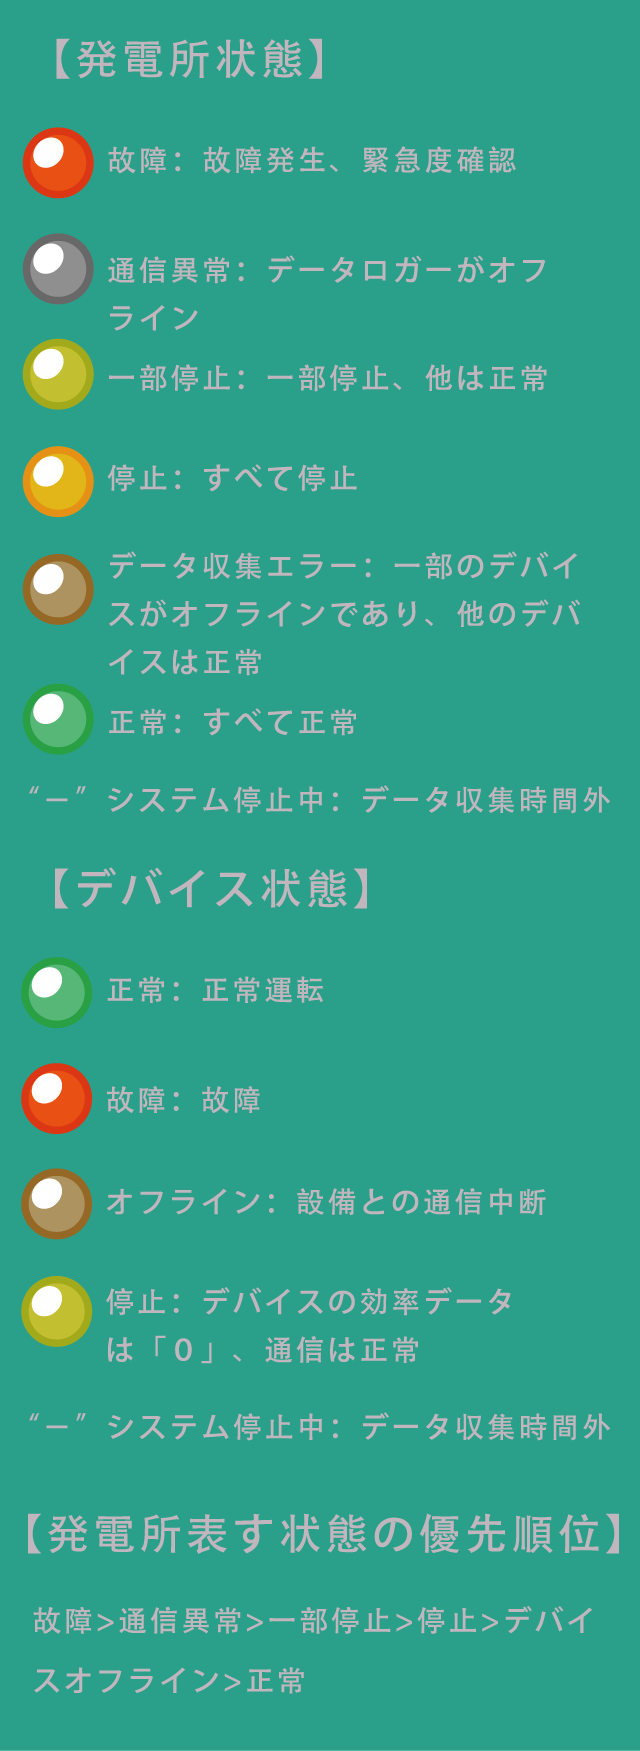 【発電所状態】
故障：故障発生、緊急度確認
通信異常：データロガーがオフ
ライン
一部停止：一部停止、他は正常
停止：すべて停止
データ収集エラー：一部のデバイ
スがオフラインであり、他のデバ
イスは正常
正常：すべて正常
“ー” システム停止中：データ収集時間外
【デバイス状態】
正常：正常運転
故障：故障
オフライン：設備との通信中断
停止：デバイスの効率データ
は「０」、通信は正常
“ー” システム停止中：データ収集時間外
【発電所表す状態の優先順位】
故障>通信異常>一部停止>停止>デバイ
スオフライン>正常